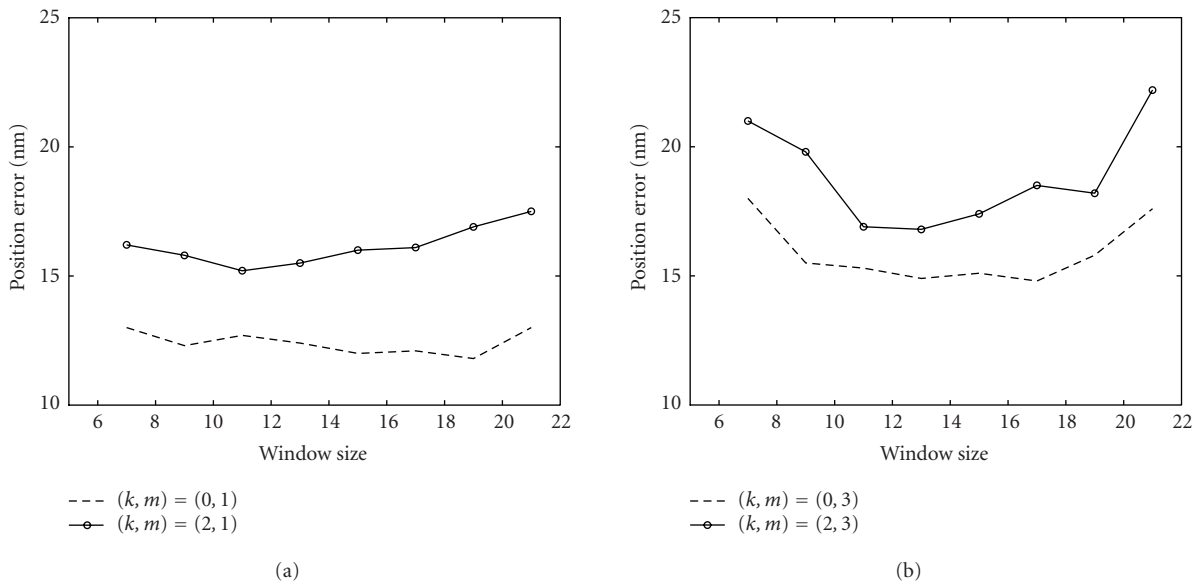 25
20
15
10
Position error (nm)
6 8 10 12 14 16 18 20 22
Window size
(k, m) = (0, 1)
(k, m) = (2, 1)
(a)
25
20
15
10
Position error (nm)
6 8 10 12 14 16 18 20 22
Window size
(k, m) = (0, 3)
(k, m) = (2, 3)
(b)